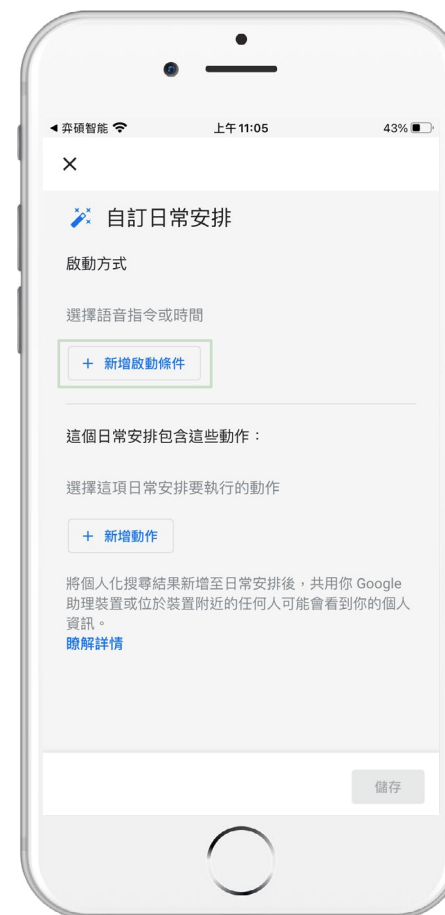 弈碩智能
上午 11:05
43%
自訂日常安排
啟動方式
選擇語音指令或時間
+ 新增啟動條件
這個日常安排包含這些動作：
選擇這項日常安排要執行的動作
+ 新增動作
將個人化搜尋結果新增至日常安排後，共用你 Google
助理裝置或位於裝置附近的任何人可能會看到你的個人
資訊。
瞭解詳情
儲存